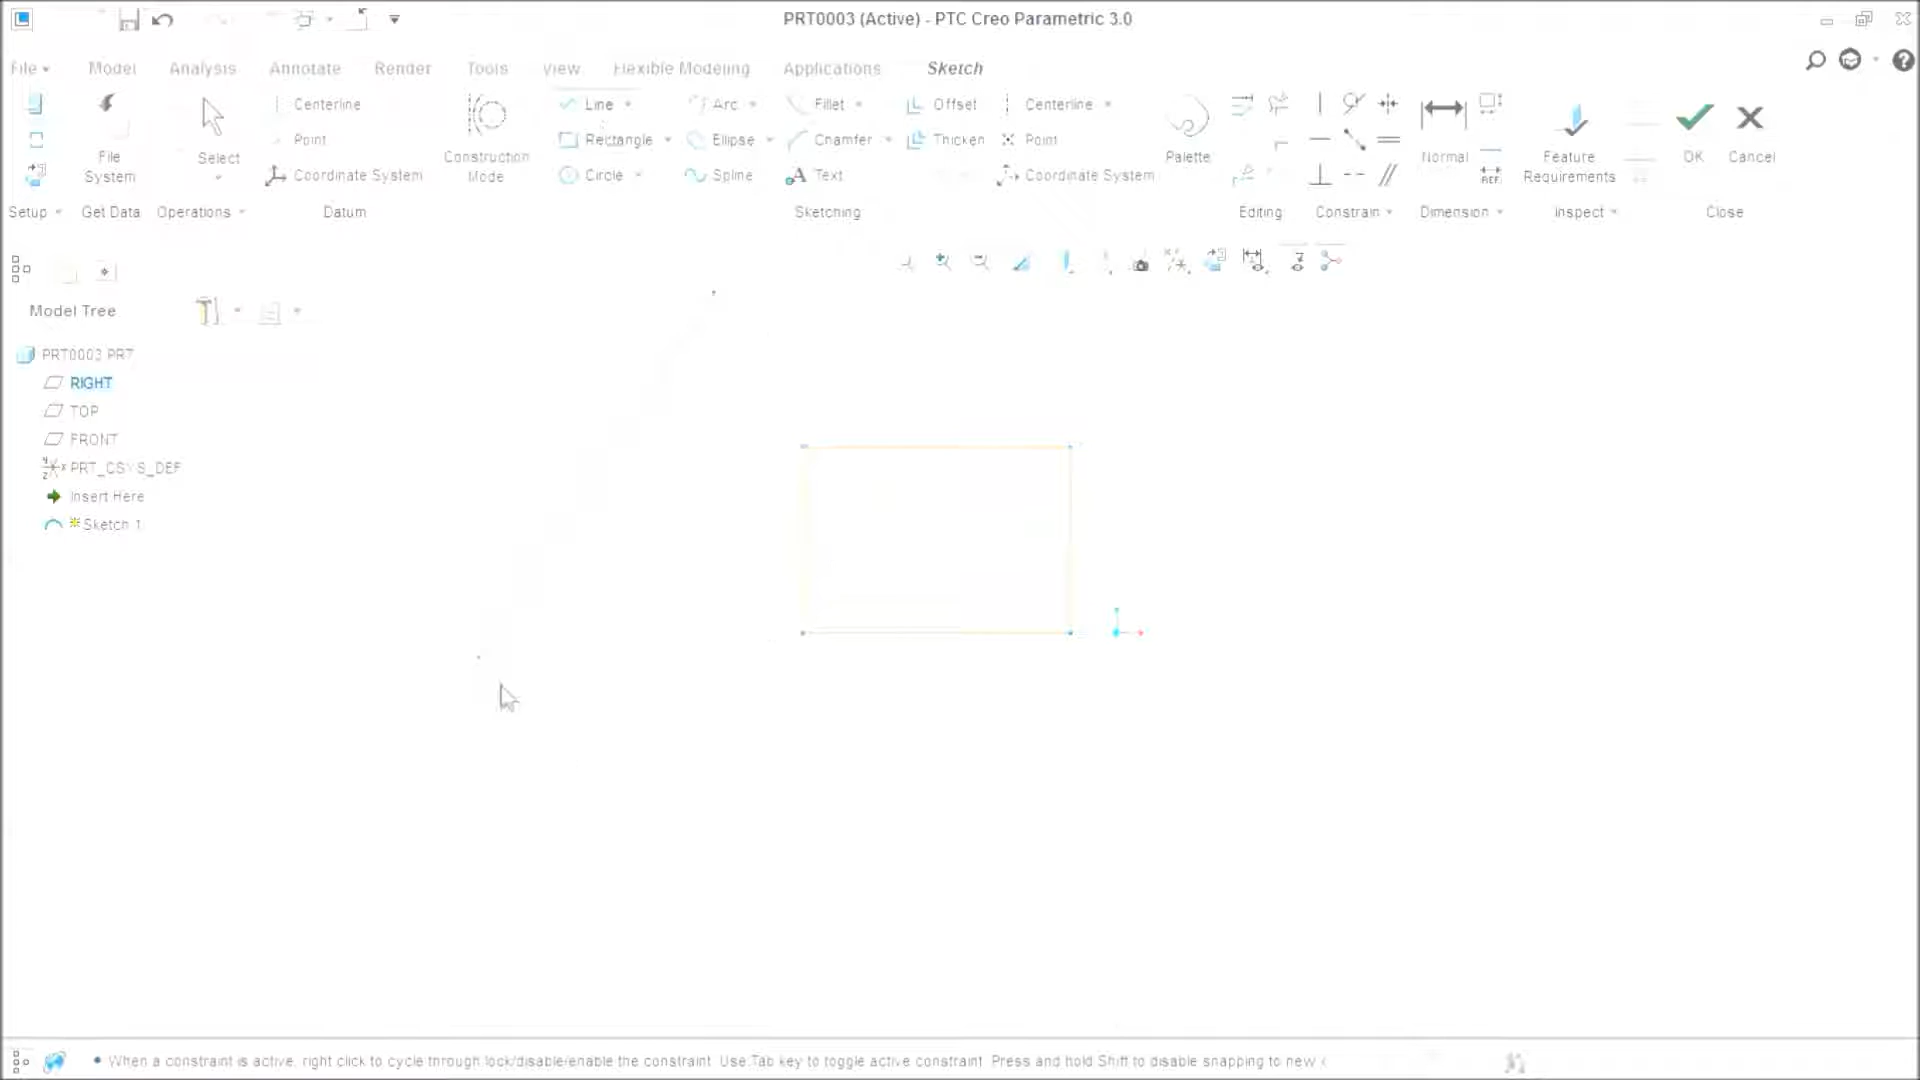 PRT0003 (Active) - PTC Creo Parametric 3.0
File Model Analysis Annotate Render Tools View Flexible Modeling Applications Sketch
Centerline Line Arc Fillet Offset Centerline
Point Rectangle Ellipse Chamfer Thicken Point
File System Select Construction Mode Palette Normal Feature Requirements OK Cancel
Coordinate System Circle Spline Text Coordinate System REF
Setup Get Data Operations Datum Sketching Editing Constrain Dimension Inspect Close
Model Tree
PRT0003 PRT
RIGHT
TOP
FRONT
PRT_CSYS_DEF
Insert Here
Sketch 1
When a constraint is active, right click to cycle through lock/disable/enable the constraint. Use Tab key to toggle active constraint. Press and hold Shift to disable snapping to new